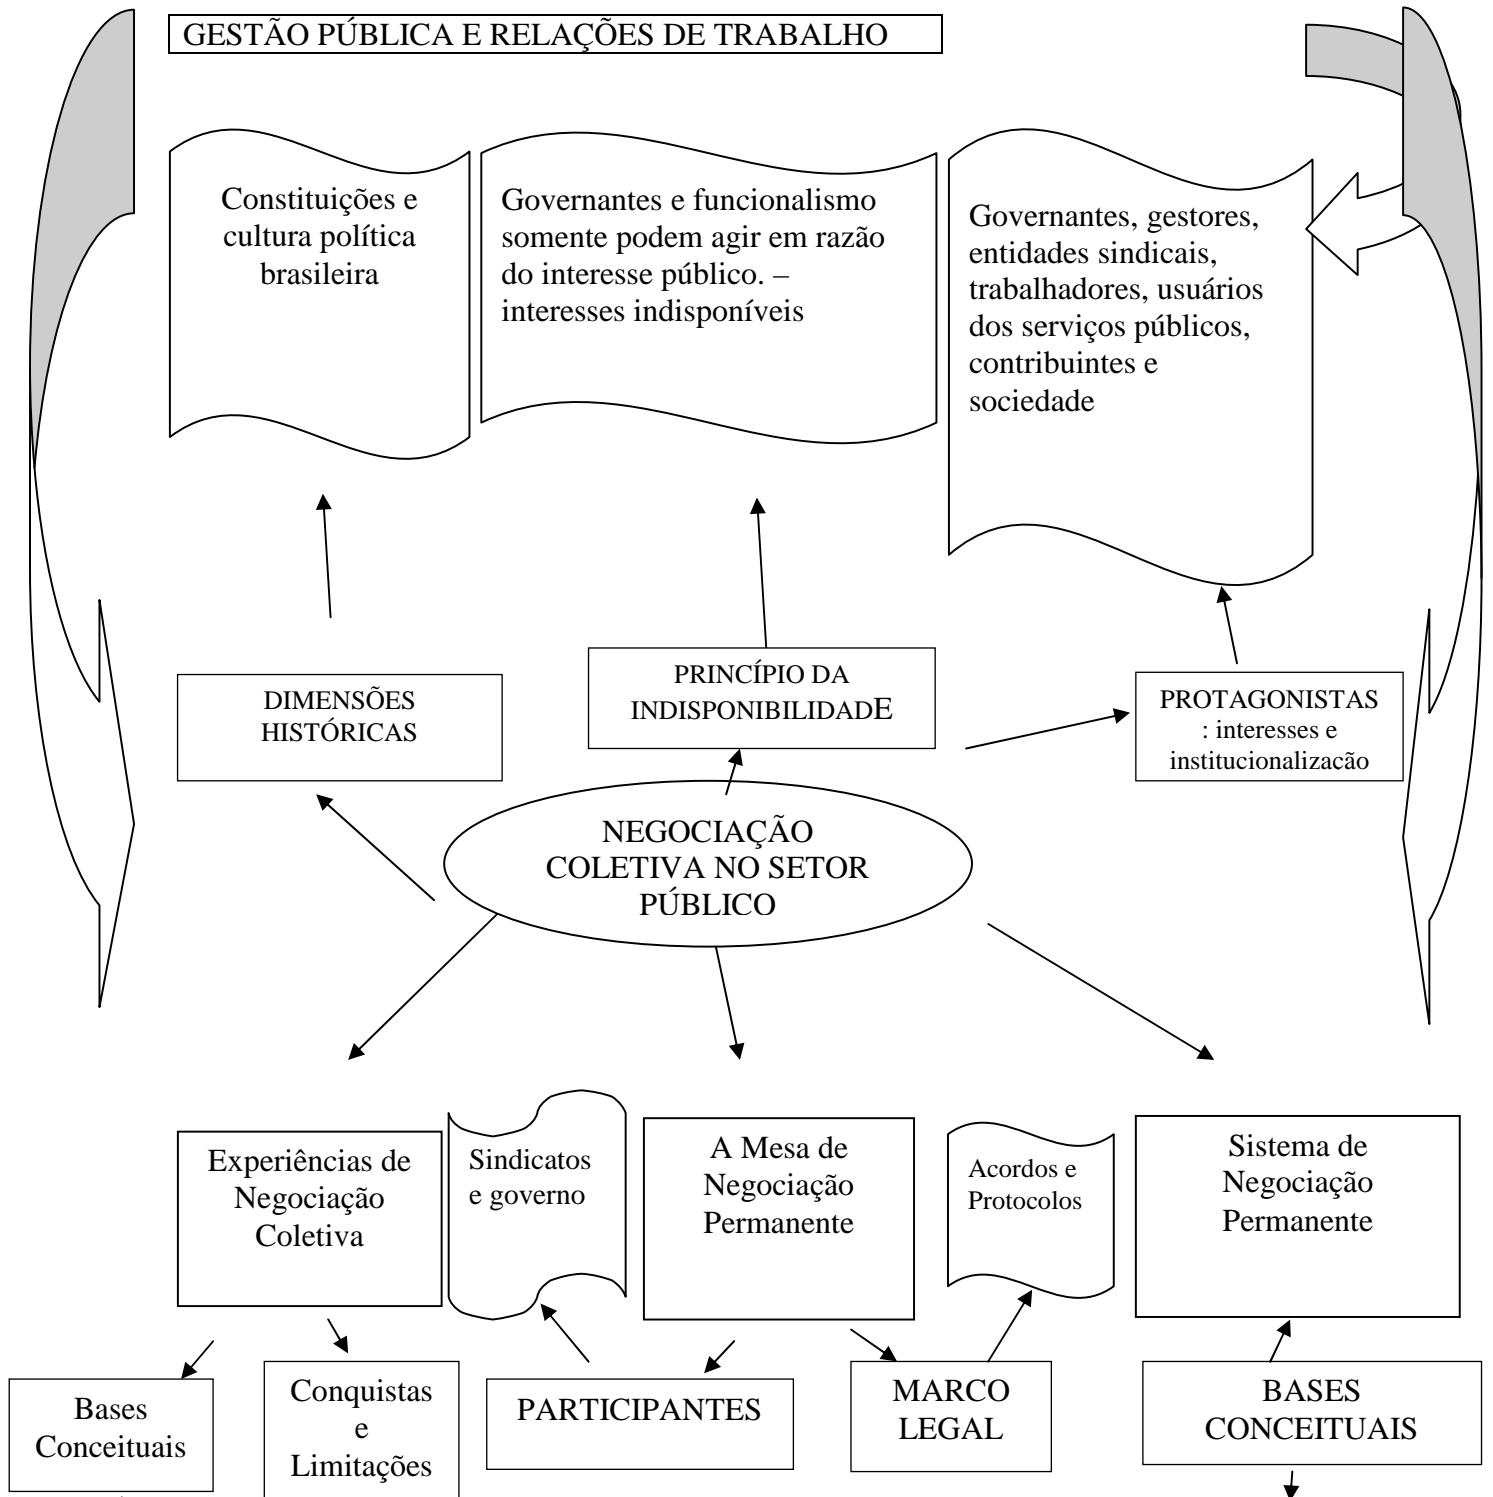 GESTÃO PÚBLICA E RELAÇÕES DE TRABALHO
Constituições e
cultura política
brasileira
Governantes e funcionalismo
somente podem agir em razão
do interesse público. –
interesses indisponíveis
Governantes, gestores,
entidades sindicais,
trabalhadores, usuários
dos serviços públicos,
contribuintes e
sociedade
DIMENSÕES
HISTÓRICAS
PRINCÍPIO DA
INDISPONIBILIDADE
PROTAGONISTAS
: interesses e
institucionalizacão
NEGOCIAÇÃO
COLETIVA NO SETOR
PÚBLICO
Experiências de
Negociação
Coletiva
Sindicatos
e governo
A Mesa de
Negociação
Permanente
Acordos e
Protocolos
Sistema de
Negociação
Permanente
Bases
Conceituais
Conquistas
e
Limitações
PARTICIPANTES
MARCO
LEGAL
BASES
CONCEITUAIS